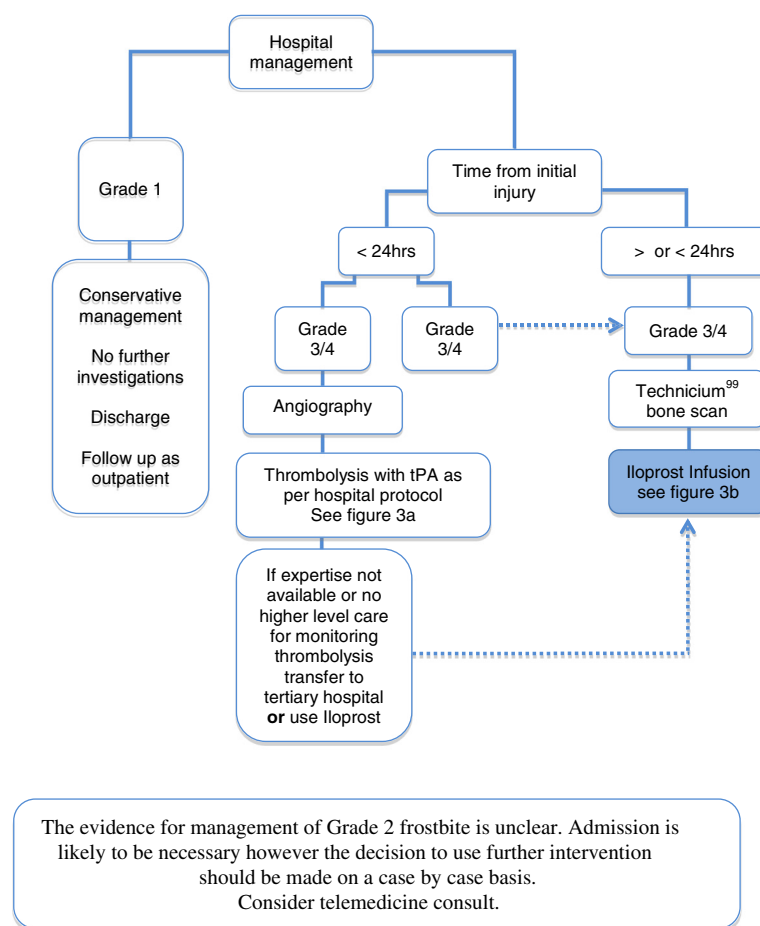 Hospital
management
Grade 1
Conservative
management
No further
investigations
Discharge
Follow up as
outpatient
Time from initial
injury
< 24hrs
Grade
3/4
Grade
3/4
Angiography
Thrombolysis with tPA as
per hospital protocol
See figure 3a
If expertise not
available or no
higher level care
for monitoring
thrombolysis
transfer to
tertiary hospital
or use Iloprost
> or < 24hrs
Grade 3/4
Technicium⁹⁹
bone scan
Iloprost Infusion
see figure 3b
The evidence for management of Grade 2 frostbite is unclear. Admission is
likely to be necessary however the decision to use further intervention
should be made on a case by case basis.
Consider telemedicine consult.